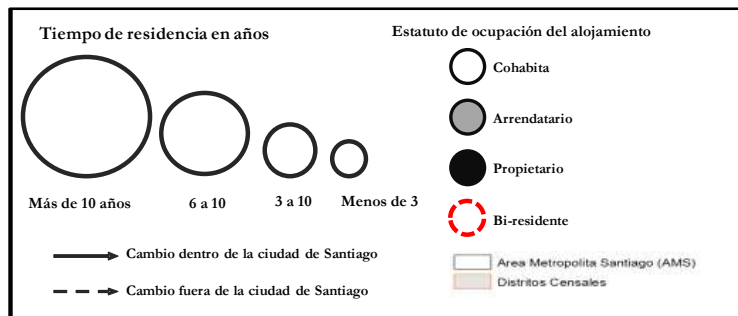 Tiempo de residencia en años
Más de 10 años
6 a 10
3 a 10
Menos de 3
Cambio dentro de la ciudad de Santiago
Cambio fuera de la ciudad de Santiago
Estatuto de ocupación del alojamiento
Cohabita
Arrendatario
Propietario
Bi-residente
Area Metropolita Santiago (AMS)
Distritos Censales